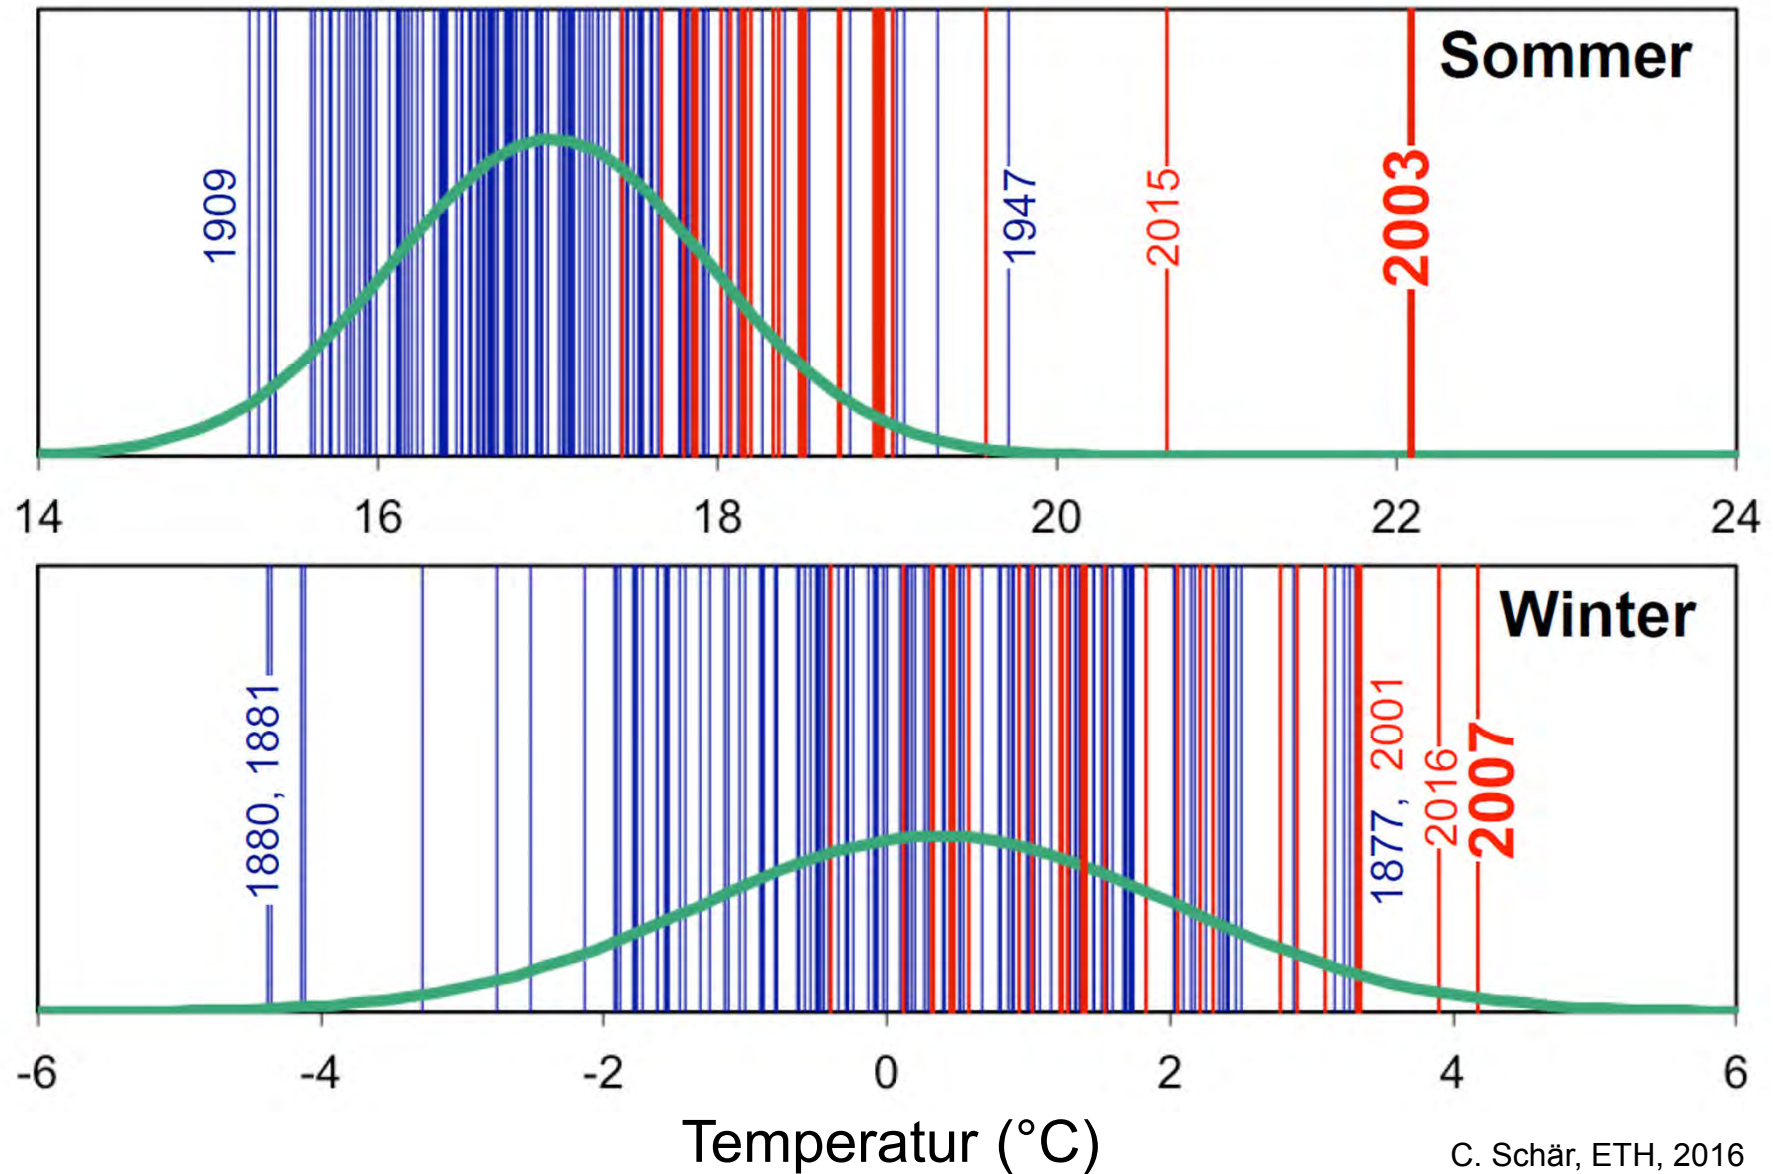 Sommer
1909
1947
2015
2003
14 16 18 20 22 24
Winter
1880, 1881
1877, 2001
2016
2007
-6 -4 -2 0 2 4 6
Temperatur (°C)
C. Schär, ETH, 2016